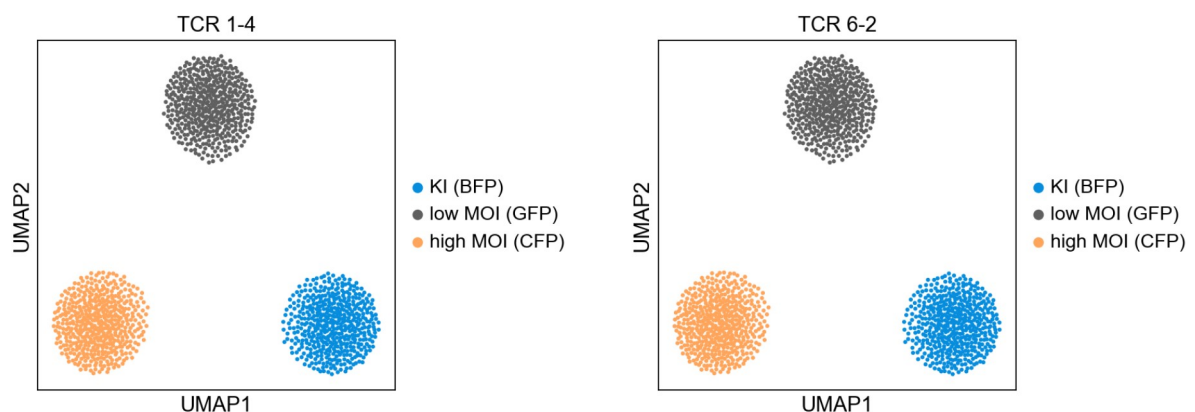 TCR 1-4
UMAP2
UMAP1
KI (BFP)
low MOI (GFP)
high MOI (CFP)
TCR 6-2
UMAP2
UMAP1
KI (BFP)
low MOI (GFP)
high MOI (CFP)